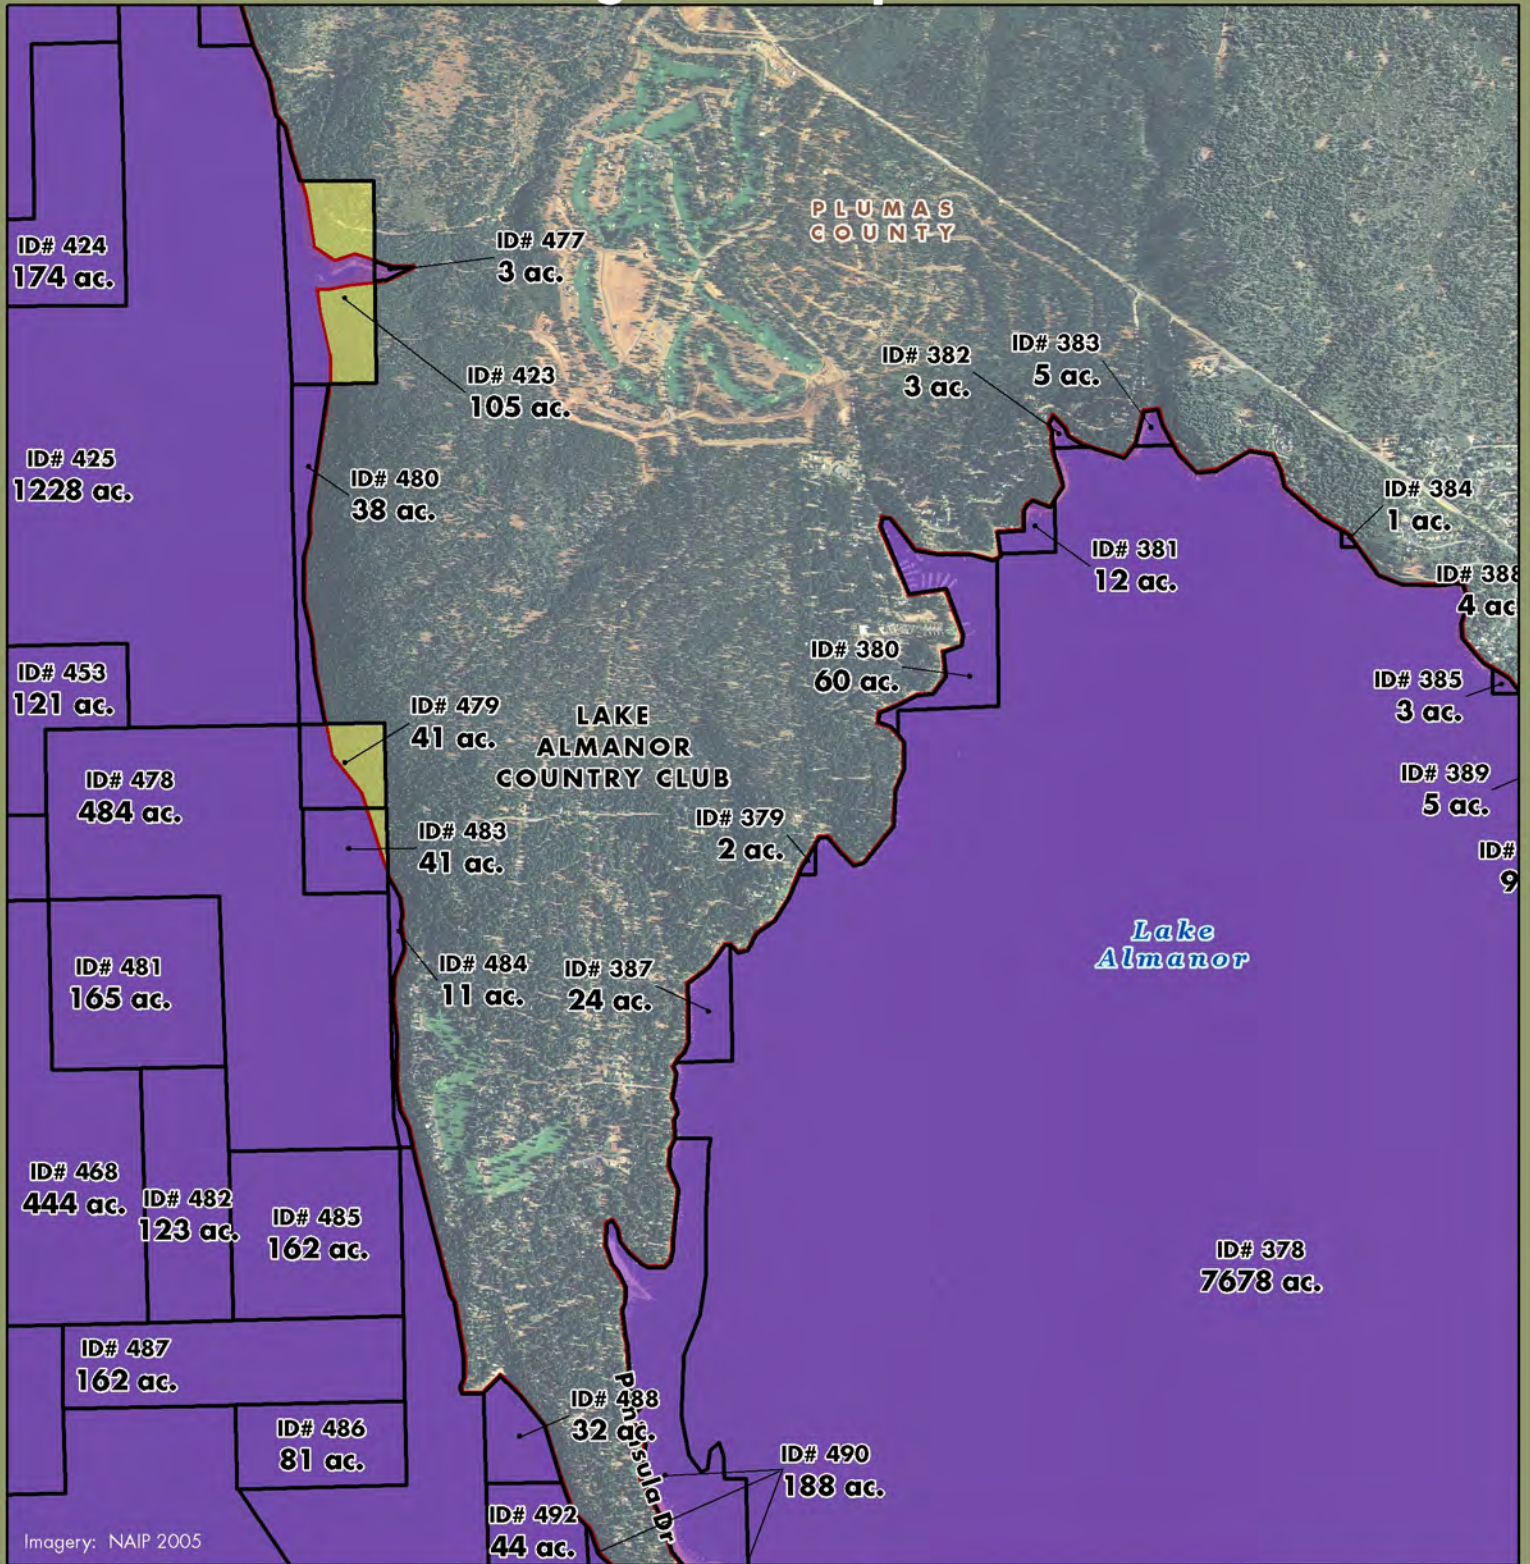 PLUMAS
COUNTY
ID# 424
174 ac.
ID# 477
3 ac.
ID# 423
105 ac.
ID# 382
3 ac.
ID# 383
5 ac.
ID# 425
1228 ac.
ID# 480
38 ac.
ID# 384
1 ac.
ID# 381
12 ac.
ID# 388
4 ac
ID# 380
60 ac.
ID# 453
121 ac.
ID# 385
3 ac.
ID# 479
41 ac.
LAKE
ALMANOR
COUNTRY CLUB
ID# 478
484 ac.
ID# 389
5 ac.
ID# 379
2 ac.
ID# 483
41 ac.
ID#
9
Lake
Almanor
ID# 481
165 ac.
ID# 484
11 ac.
ID# 387
24 ac.
ID# 468
444 ac.
ID# 482
123 ac.
ID# 485
162 ac.
ID# 378
7678 ac.
ID# 487
162 ac.
ID# 488
32 ac.
Peninsula Dr
ID# 486
81 ac.
ID# 490
188 ac.
ID# 492
44 ac.
Imagery: NAIP 2005